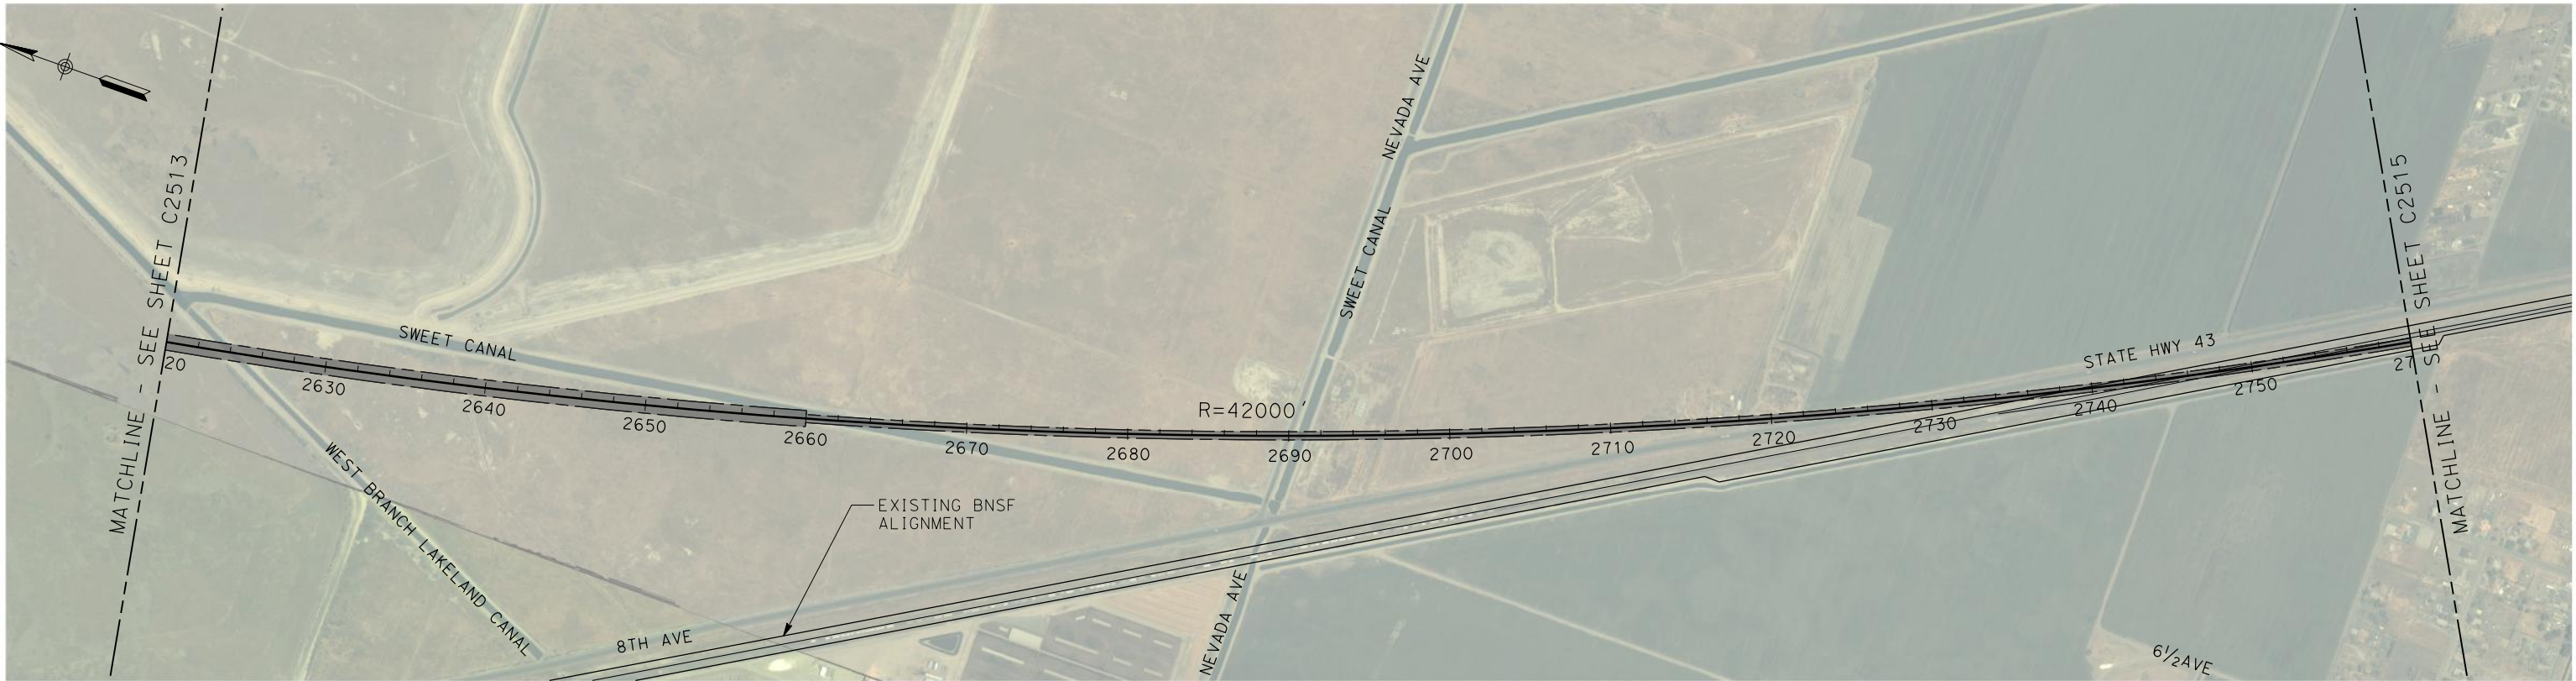 MATCHLINE - SEE SHEET C2513
NEVADA AVE
SWEET CANAL
SWEET CANAL
MATCHLINE - SEE SHEET C2515
STATE HWY 43
R=42000'
20
2630
2640
2650
2660
2670
2680
2690
2700
2710
2720
2730
2740
2750
27
WEST BRANCH LAKELAND CANAL
EXISTING BNSF
ALIGNMENT
8TH AVE
NEVADA AVE
6½AVE